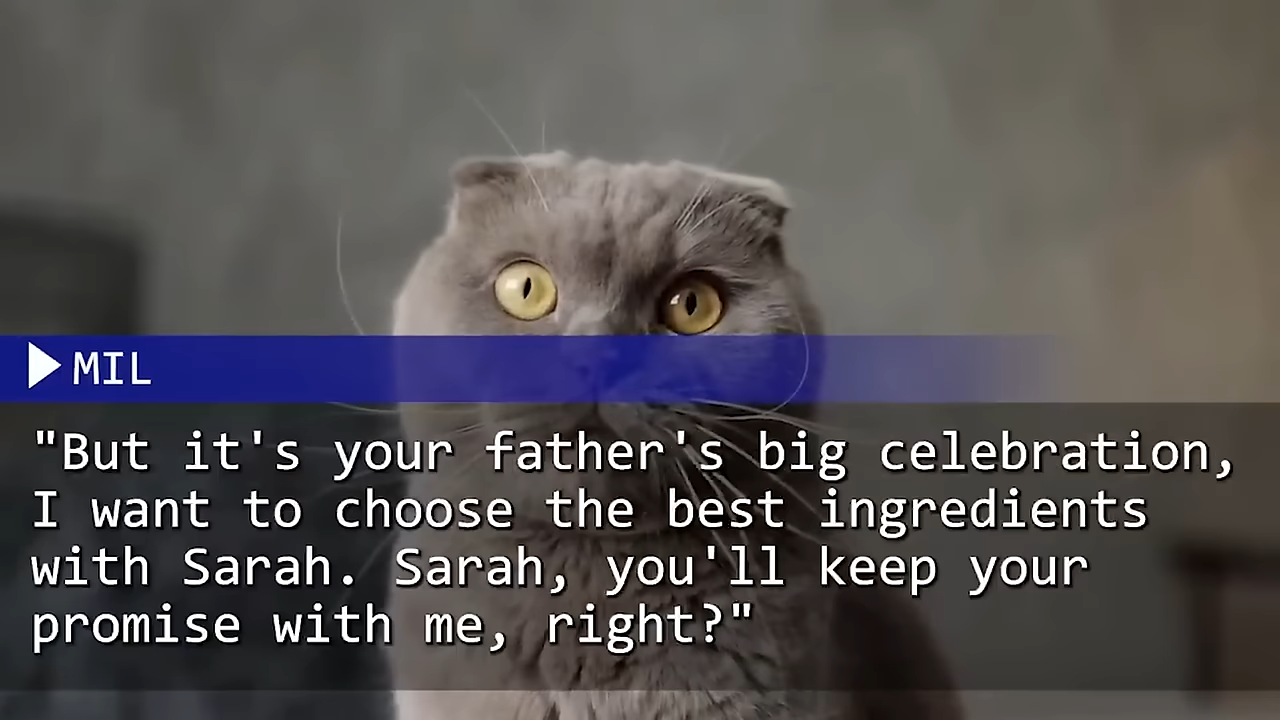 MIL
"But it's your father's big celebration,
I want to choose the best ingredients
with Sarah. Sarah, you'll keep your
promise with me, right?"